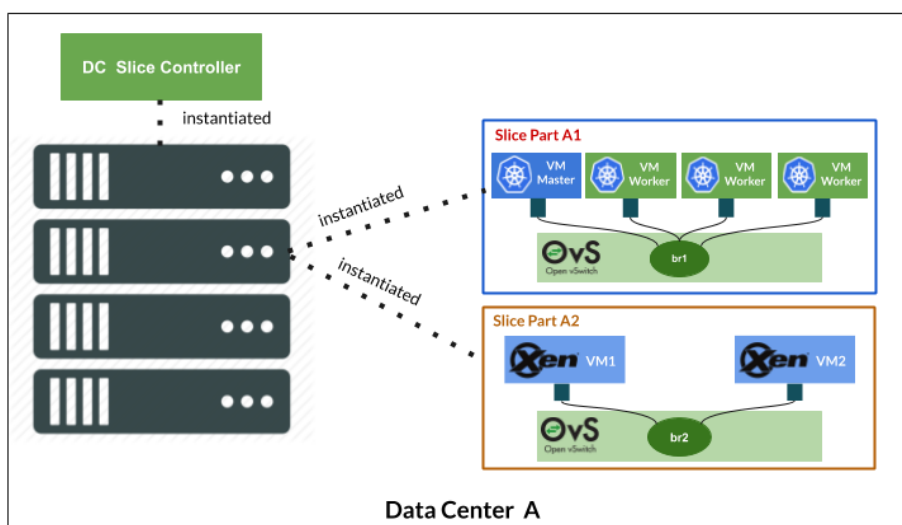 DC Slice Controller
instantiated
instantiated
instantiated
Slice Part A1
VM
Master
VM
Worker
VM
Worker
VM
Worker
OvS
Open vSwitch
br1
Slice Part A2
Xen VM1
Xen VM2
OvS
Open vSwitch
br2
Data Center A